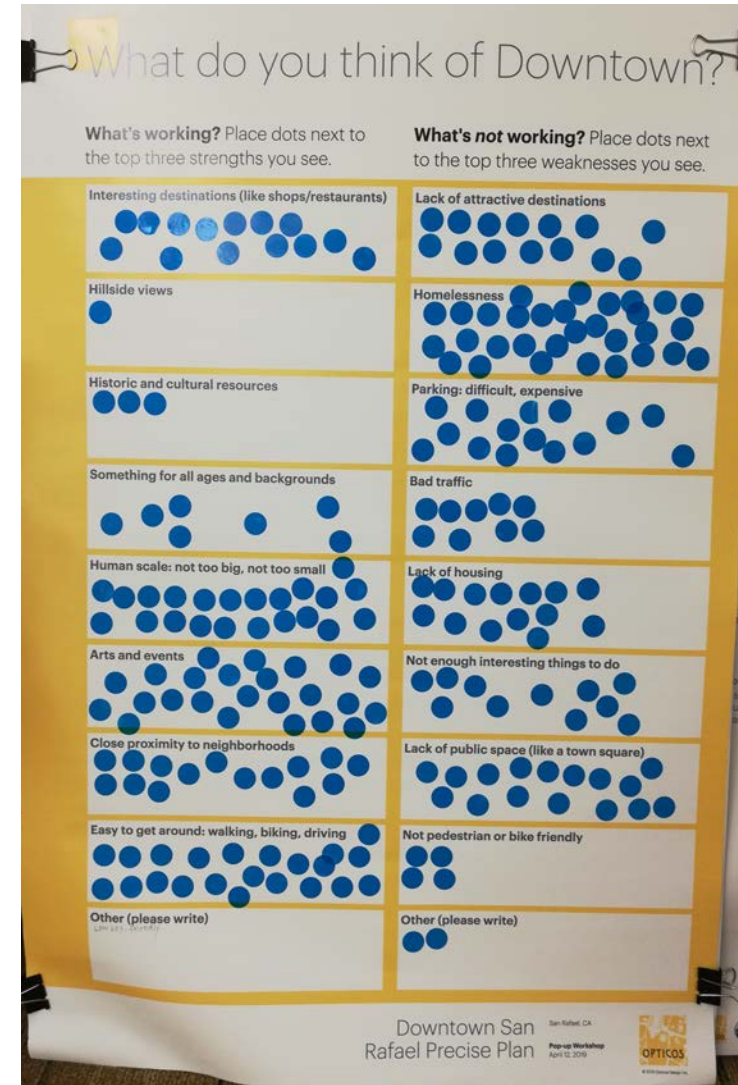 What do you think of Downtown?
What's working? Place dots next to
the top three strengths you see.
What's not working? Place dots next
to the top three weaknesses you see.
Interesting destinations (like shops/restaurants)
Lack of attractive destinations
Hillside views
Homelessness
Historic and cultural resources
Parking: difficult, expensive
Something for all ages and backgrounds
Bad traffic
Human scale: not too big, not too small
Lack of housing
Arts and events
Not enough interesting things to do
Close proximity to neighborhoods
Lack of public space (like a town square)
Easy to get around: walking, biking, driving
Not pedestrian or bike friendly
Other (please write)
Other (please write)
Downtown San
Rafael Precise Plan
San Rafael, CA
Pop-up Workshop
April 12, 2019
OPTICOS